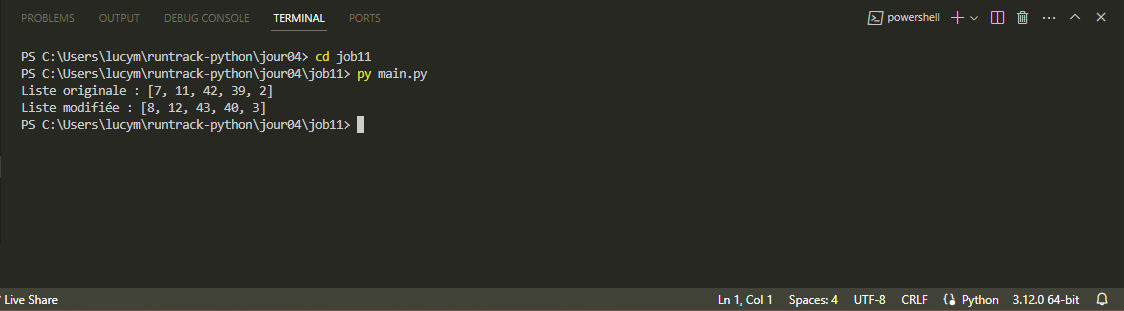 PROBLEMS OUTPUT DEBUG CONSOLE TERMINAL PORTS powershell
PS C:\Users\lucym\runtrack-python\jour04> cd job11
PS C:\Users\lucym\runtrack-python\jour04\job11> py main.py
Liste originale : [7, 11, 42, 39, 2]
Liste modifiée : [8, 12, 43, 40, 3]
PS C:\Users\lucym\runtrack-python\jour04\job11>
Live Share Ln 1, Col 1 Spaces: 4 UTF-8 CRLF Python 3.12.0 64-bit